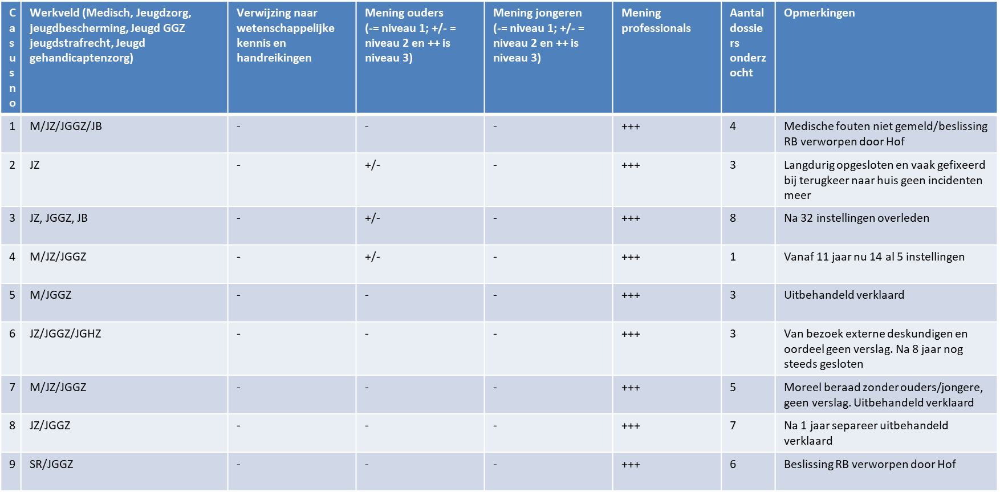 C
a
s
u
s
n
o
Werkveld (Medisch, Jeugdzorg,
jeugdbescherming, Jeugd GGZ
jeugdstrafrecht, Jeugd
gehandicaptenzorg)
Verwijzing naar
wetenschappelijke
kennis en
handreikingen
Mening ouders
(-= niveau 1; +/- =
niveau 2 en ++ is
niveau 3)
Mening jongeren
(-= niveau 1; +/- =
niveau 2 en ++ is
niveau 3)
Mening
professionals
Aantal
dossie
rs
onderz
ocht
Opmerkingen
1
M/JZ/JGGZ/JB
-
-
-
+++
4
Medische fouten niet gemeld/beslissing
RB verworpen door Hof
2
JZ
-
+/-
-
+++
3
Langdurig opgesloten en vaak gefixeerd
bij terugkeer naar huis geen incidenten
meer
3
JZ, JGGZ, JB
-
+/-
-
+++
8
Na 32 instellingen overleden
4
M/JZ/JGGZ
-
+/-
-
+++
1
Vanaf 11 jaar nu 14 al 5 instellingen
5
M/JGGZ
-
-
-
+++
3
Uitbehandeld verklaard
6
JZ/JGGZ/JGHZ
-
-
-
+++
3
Van bezoek externe deskundigen en
oordeel geen verslag. Na 8 jaar nog
steeds gesloten
7
M/JZ/JGGZ
-
-
-
+++
5
Moreel beraad zonder ouders/jongere,
geen verslag. Uitbehandeld verklaard
8
JZ/JGGZ
-
-
-
+++
7
Na 1 jaar separeer uitbehandeld
verklaard
9
SR/JGGZ
-
-
-
+++
6
Beslissing RB verworpen door Hof